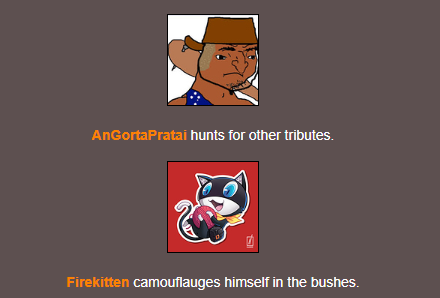 AnGortaPratai hunts for other tributes.
Firekitten camouflauges himself in the bushes.